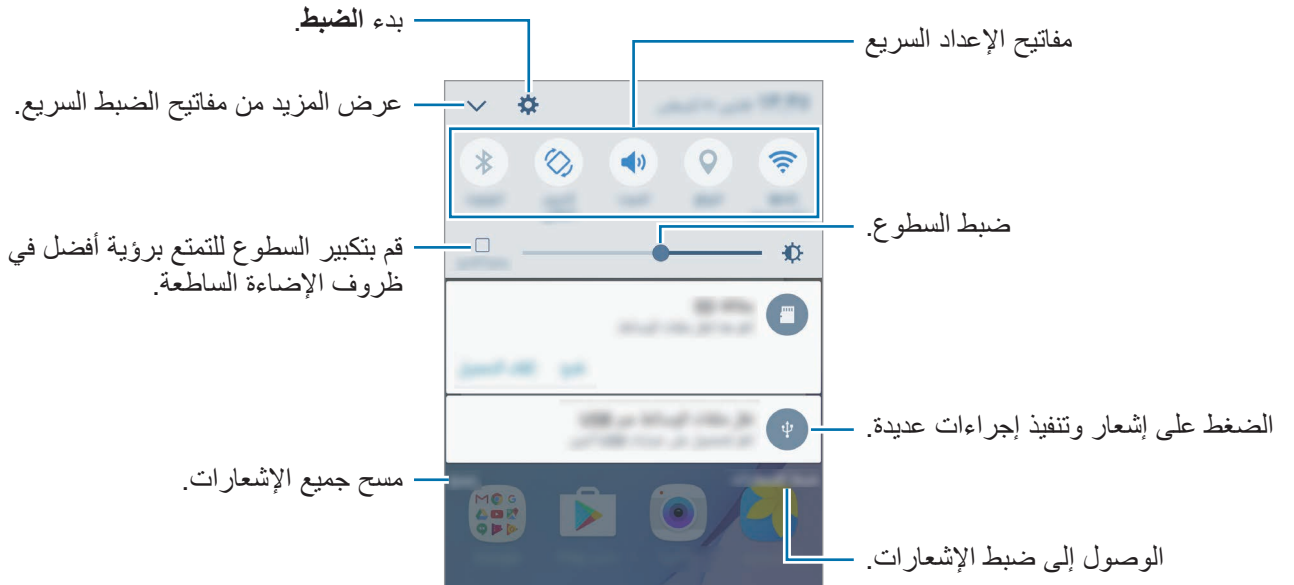 بدء الضبط.
مفاتيح الإعداد السريع
عرض المزيد من مفاتيح الضبط السريع.
ضبط السطوع.
قم بتكبير السطوع للتمتع برؤية أفضل في
ظروف الإضاءة الساطعة.
الضغط على إشعار وتنفيذ إجراءات عديدة.
مسح جميع الإشعارات.
الوصول إلى ضبط الإشعارات.